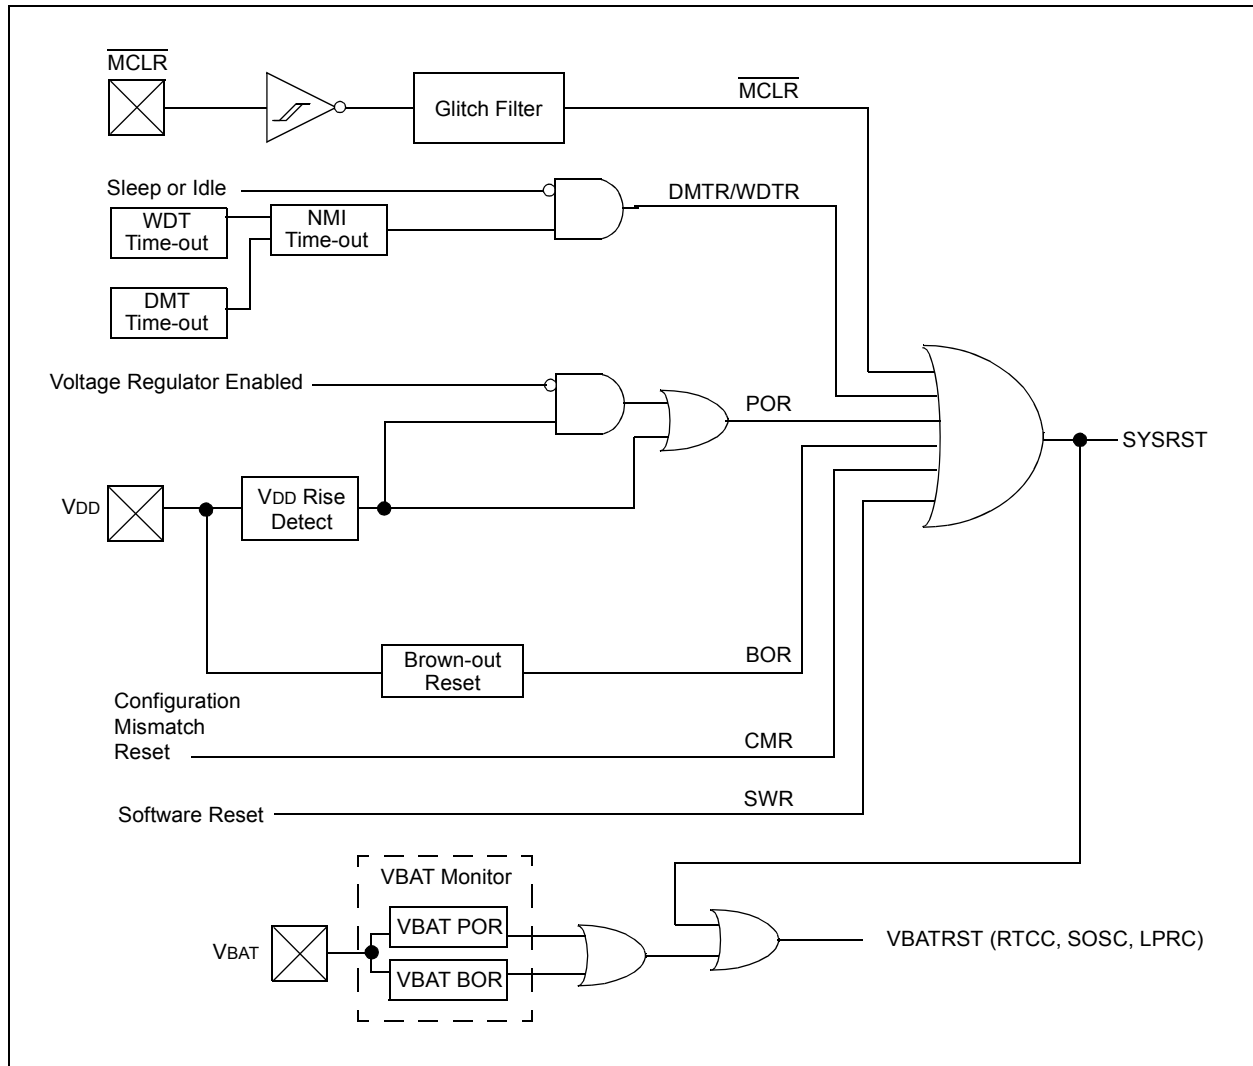 MCLR
Glitch Filter
MCLR
Sleep or Idle
DMTR/WDTR
WDT
Time-out
NMI
Time-out
DMT
Time-out
Voltage Regulator Enabled
POR
SYSRST
VDD
VDD Rise
Detect
Brown-out
Reset
BOR
Configuration
Mismatch
Reset
CMR
SWR
Software Reset
VBAT Monitor
VBAT POR
VBAT
VBAT BOR
VBATRST (RTCC, SOSC, LPRC)